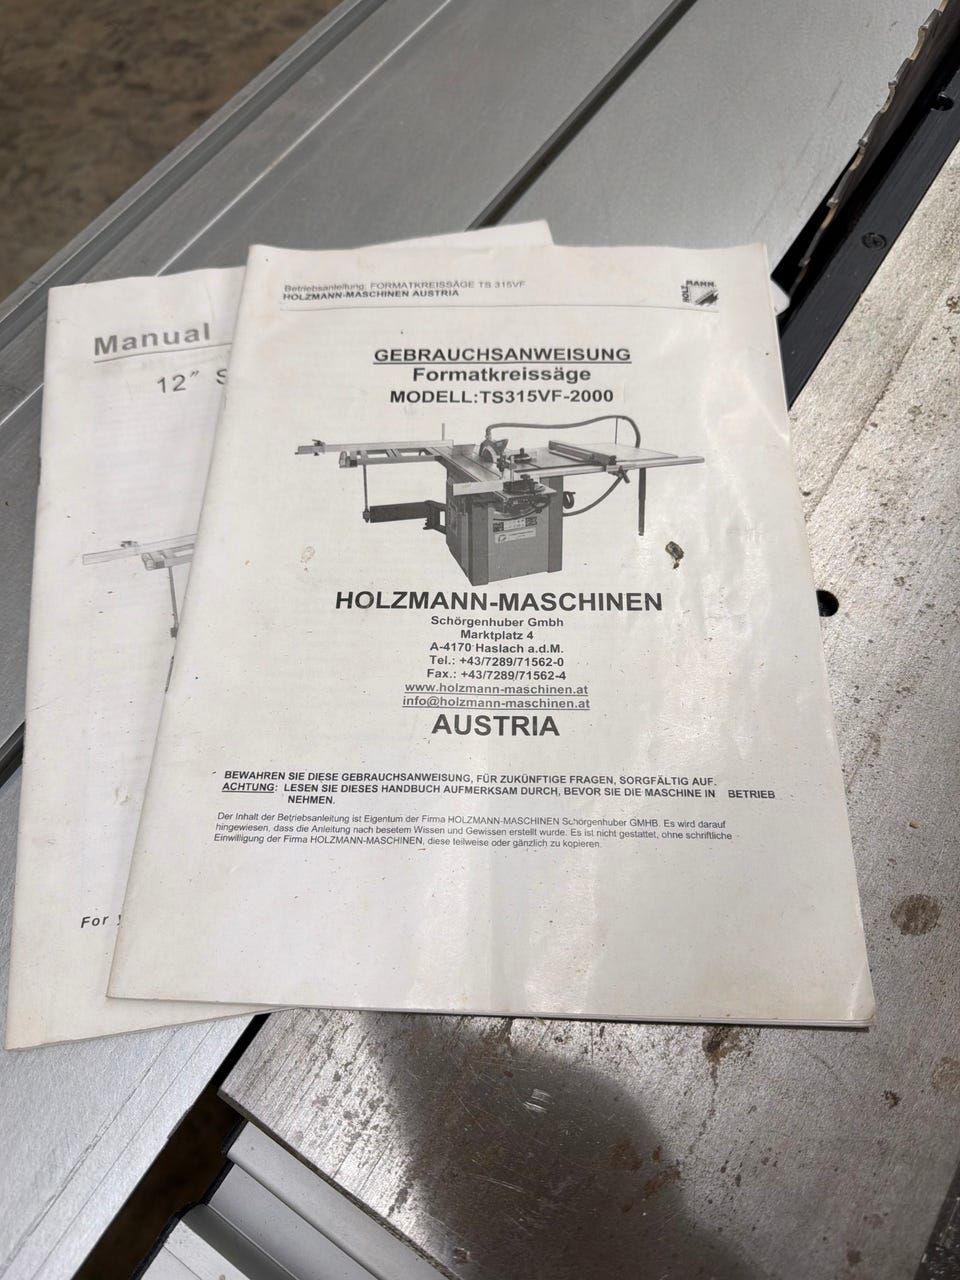 Manual
12"
For
Betriebsanleitung: FORMATKREISSÄGE TS 315VF
HOLZMANN-MASCHINEN AUSTRIA
HOLZ MANN
GEBRAUCHSANWEISUNG
Formatkreissäge
MODELL:TS315VF-2000
HOLZMANN-MASCHINEN
Schörgenhuber Gmbh
Marktplatz 4
A-4170 Haslach a.d.M.
Tel.: +43/7289/71562-0
Fax.: +43/7289/71562-4
www.holzmann-maschinen.at
info@holzmann-maschinen.at
AUSTRIA
BEWAHREN SIE DIESE GEBRAUCHSANWEISUNG, FÜR ZUKÜNFTIGE FRAGEN, SORGFÄLTIG AUF.
ACHTUNG: LESEN SIE DIESES HANDBUCH AUFMERKSAM DURCH, BEVOR SIE DIE MASCHINE IN BETRIEB
NEHMEN.
Der Inhalt der Betriebsanleitung ist Eigentum der Firma HOLZMANN-MASCHINEN Schörgenhuber GMHB. Es wird darauf
hingewiesen, dass die Anleitung nach besetem Wissen und Gewissen erstellt wurde. Es ist nicht gestattet, ohne schriftliche
Einwilligung der Firma HOLZMANN-MASCHINEN, diese teilweise oder gänzlich zu kopieren.